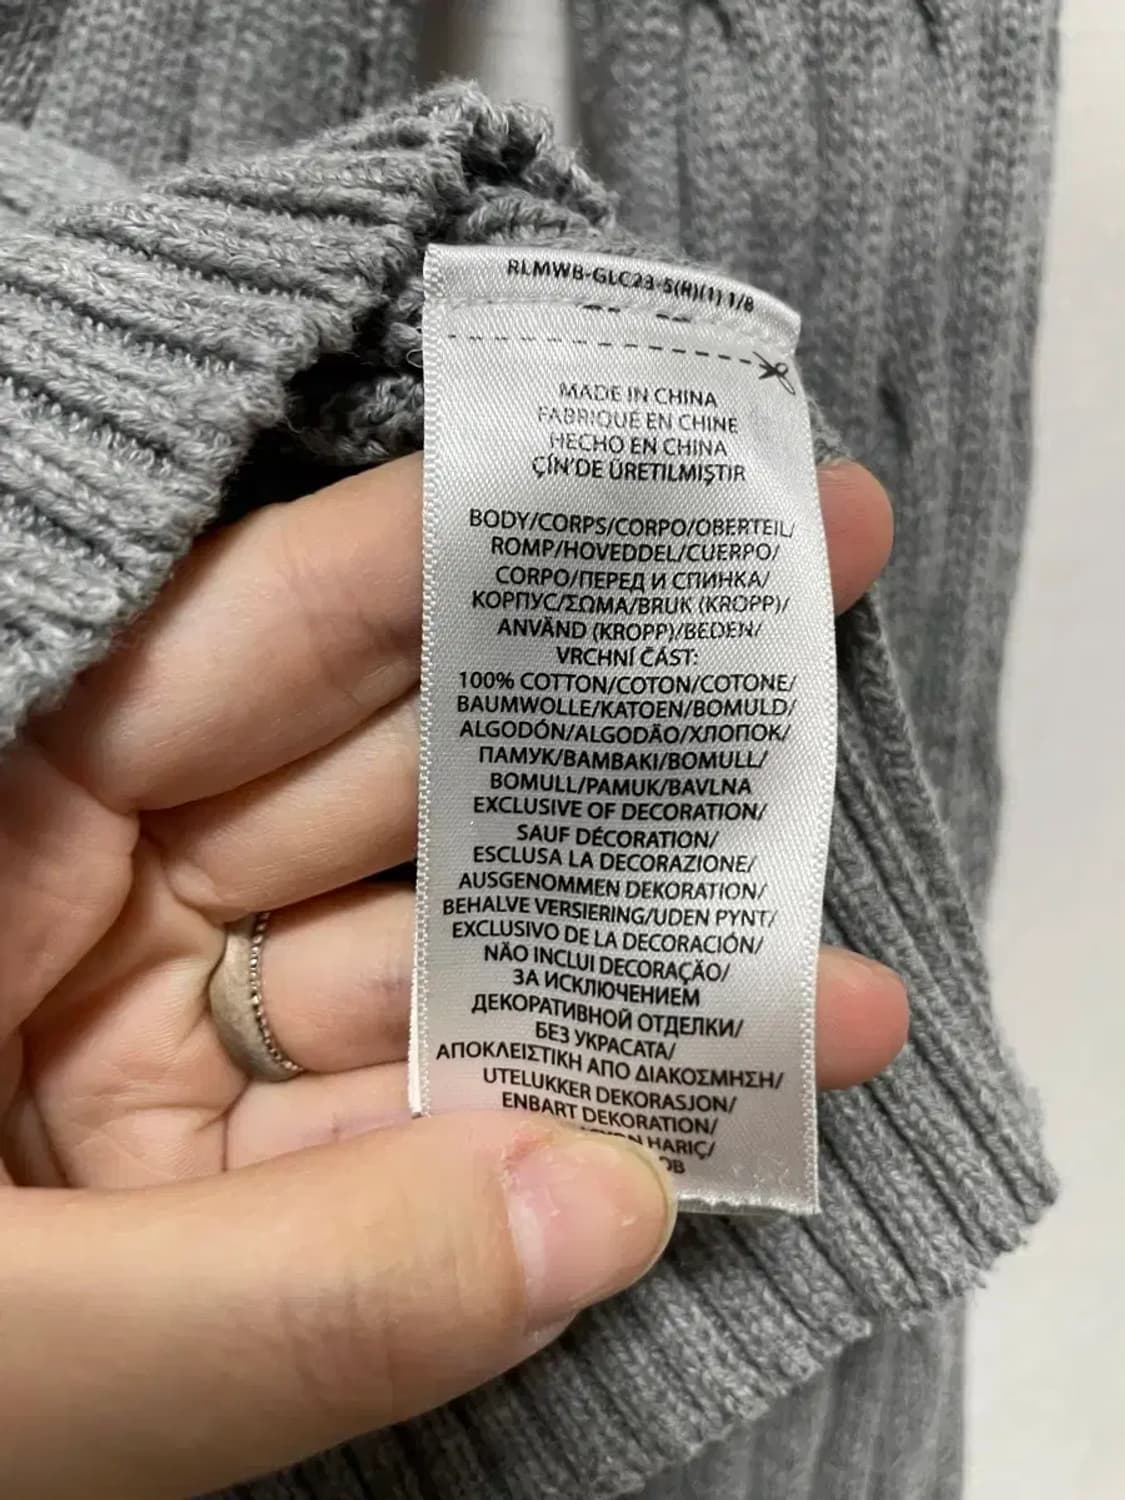 RLMWB-GLC23-5(R)(1) 1/8
MADE IN CHINA
FABRIQUÉ EN CHINE
HECHO EN CHINA
ÇİN'DE ÜRETILMIŞTIR
BODY/CORPS/CORPO/OBERTEIL/
ROMP/HOVEDDEL/CUERPO/
CORPO/ПЕРЕД И СПИНКА/
КОРПУС/ΣΩΜΑ/BRUK (KROPP)/
ANVÄND (KROPP)/BEDEN/
VRCHNÍ ČÁST:
100% COTTON/COTON/COTONE/
BAUMWOLLE/KATOEN/BOMULD/
ALGODÓN/ALGODÃO/ХЛОПОК/
ПАМУК/BAMBAKI/BOMULL/
BOMULL/PAMUK/BAVLNA
EXCLUSIVE OF DECORATION/
SAUF DÉCORATION/
ESCLUSA LA DECORAZIONE/
AUSGENOMMEN DEKORATION/
BEHALVE VERSIERING/UDEN PYNT/
EXCLUSIVO DE LA DECORACIÓN/
NÃO INCLUI DECORAÇÃO/
ЗА ИСКЛЮЧЕНИЕМ
ДЕКОРАТИВНОЙ ОТДЕЛКИ/
БЕЗ УКРАСАТА/
ΑΠΟΚΛΕΙΣΤΙΚΗ ΑΠΟ ΔΙΑΚΟΣΜΗΣΗ/
UTELUKKER DEKORASJON/
ENBART DEKORATION/
HARIÇ/